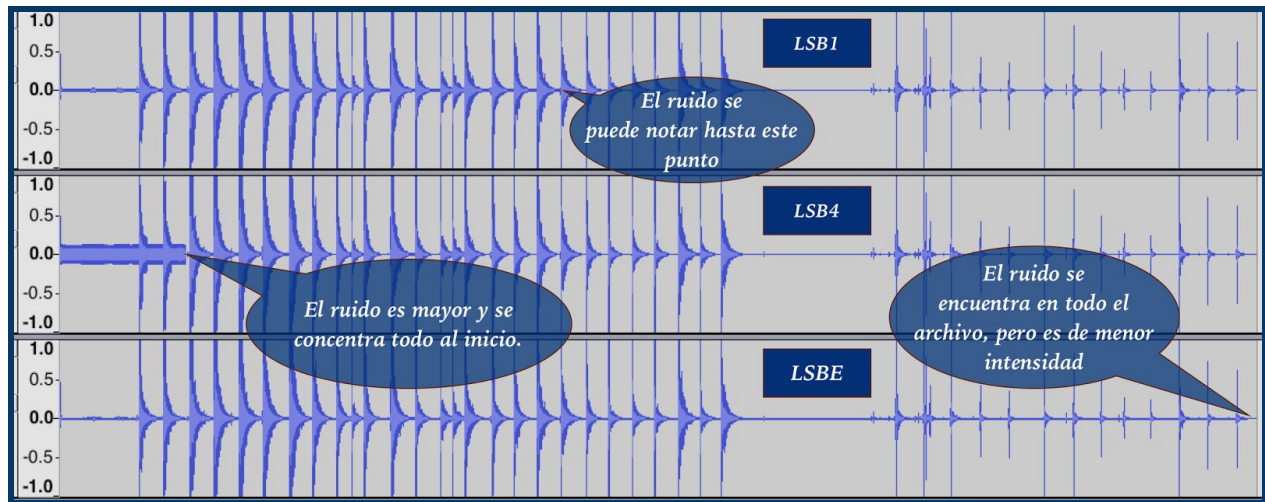 1.0
0.5-
0.0-
-0.5-
-1.0
LSB1
El ruido se
puede notar hasta este
punto
1.0
0.5-
0.0-
-0.5-
-1.0
LSB4
El ruido es mayor y se
concentra todo al inicio.
El ruido se
encuentra en todo el
archivo, pero es de menor
intensidad
1.0
0.5-
0.0-
-0.5-
-1.0
LSBE